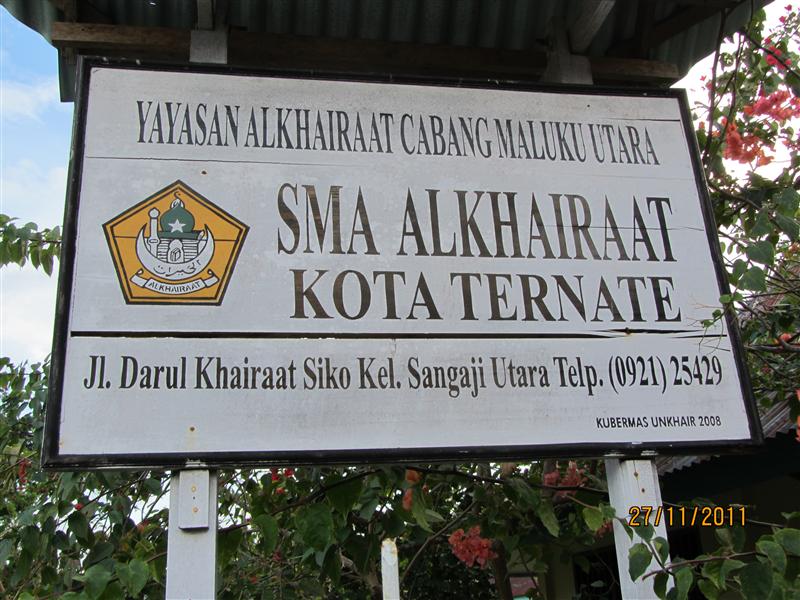 YAYASAN ALKHAIRAAT CABANG MALUKU UTARA
SMA ALKHAIRAAT
KOTA TERNATE
الخيرات
ALKHAIRAAT
Jl. Darul Khairaat Siko Kel. Sangaji Utara Telp. (0921) 25429
KUBERMAS UNKHAIR 2008
27/11/2011